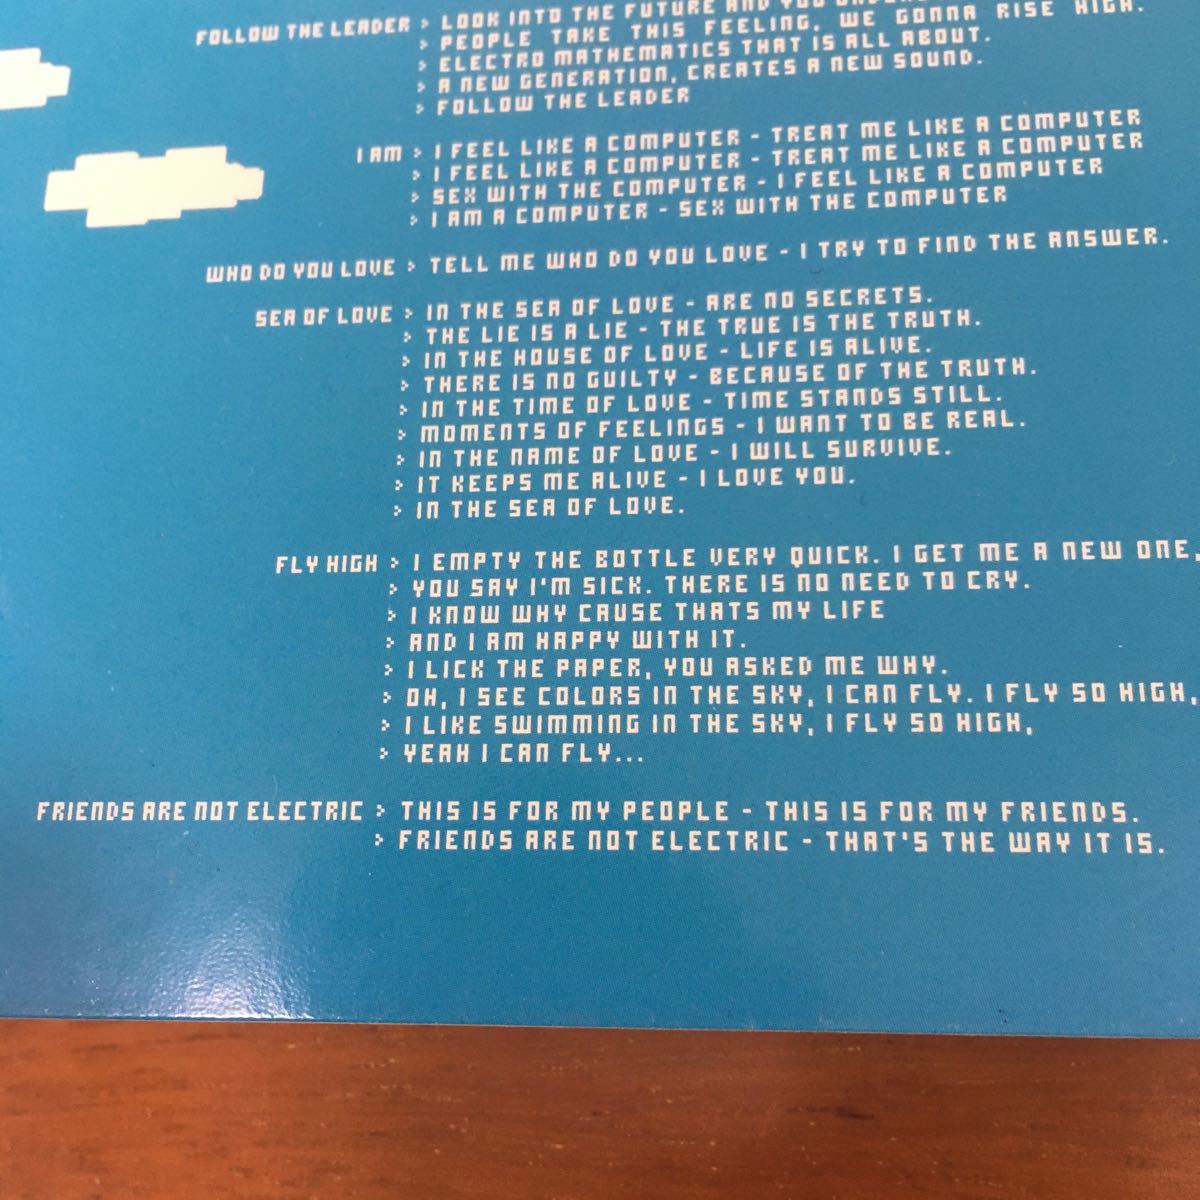 FOLLOW THE LEADER > LOOK INTO THE FUTURE AND YOU
> PEOPLE TAKE THIS FEELING, WE GONNA RISE HIGH.
> ELECTRO MATHEMATICS THAT IS ALL ABOUT.
> A NEW GENERATION, CREATES A NEW SOUND.
> FOLLOW THE LEADER
I AM > I FEEL LIKE A COMPUTER - TREAT ME LIKE A COMPUTER
> I FEEL LIKE A COMPUTER - TREAT ME LIKE A COMPUTER
> SEX WITH THE COMPUTER - I FEEL LIKE A COMPUTER
> I AM A COMPUTER - SEX WITH THE COMPUTER
WHO DO YOU LOVE > TELL ME WHO DO YOU LOVE - I TRY TO FIND THE ANSWER.
SEA OF LOVE > IN THE SEA OF LOVE - ARE NO SECRETS.
> THE LIE IS A LIE - THE TRUE IS THE TRUTH.
> IN THE HOUSE OF LOVE - LIFE IS ALIVE.
> THERE IS NO GUILTY - BECAUSE OF THE TRUTH.
> IN THE TIME OF LOVE - TIME STANDS STILL.
> MOMENTS OF FEELINGS - I WANT TO BE REAL.
> IN THE NAME OF LOVE - I WILL SURVIVE.
> IT KEEPS ME ALIVE - I LOVE YOU.
> IN THE SEA OF LOVE.
FLY HIGH > I EMPTY THE BOTTLE VERY QUICK. I GET ME A NEW ONE,
> YOU SAY I'M SICK. THERE IS NO NEED TO CRY.
> I KNOW WHY CAUSE THATS MY LIFE
> AND I AM HAPPY WITH IT.
> I LICK THE PAPER, YOU ASKED ME WHY.
> OH, I SEE COLORS IN THE SKY, I CAN FLY. I FLY SO HIGH,
> I LIKE SWIMMING IN THE SKY, I FLY SO HIGH,
> YEAH I CAN FLY...
FRIENDS ARE NOT ELECTRIC > THIS IS FOR MY PEOPLE - THIS IS FOR MY FRIENDS.
> FRIENDS ARE NOT ELECTRIC - THAT'S THE WAY IT IS.